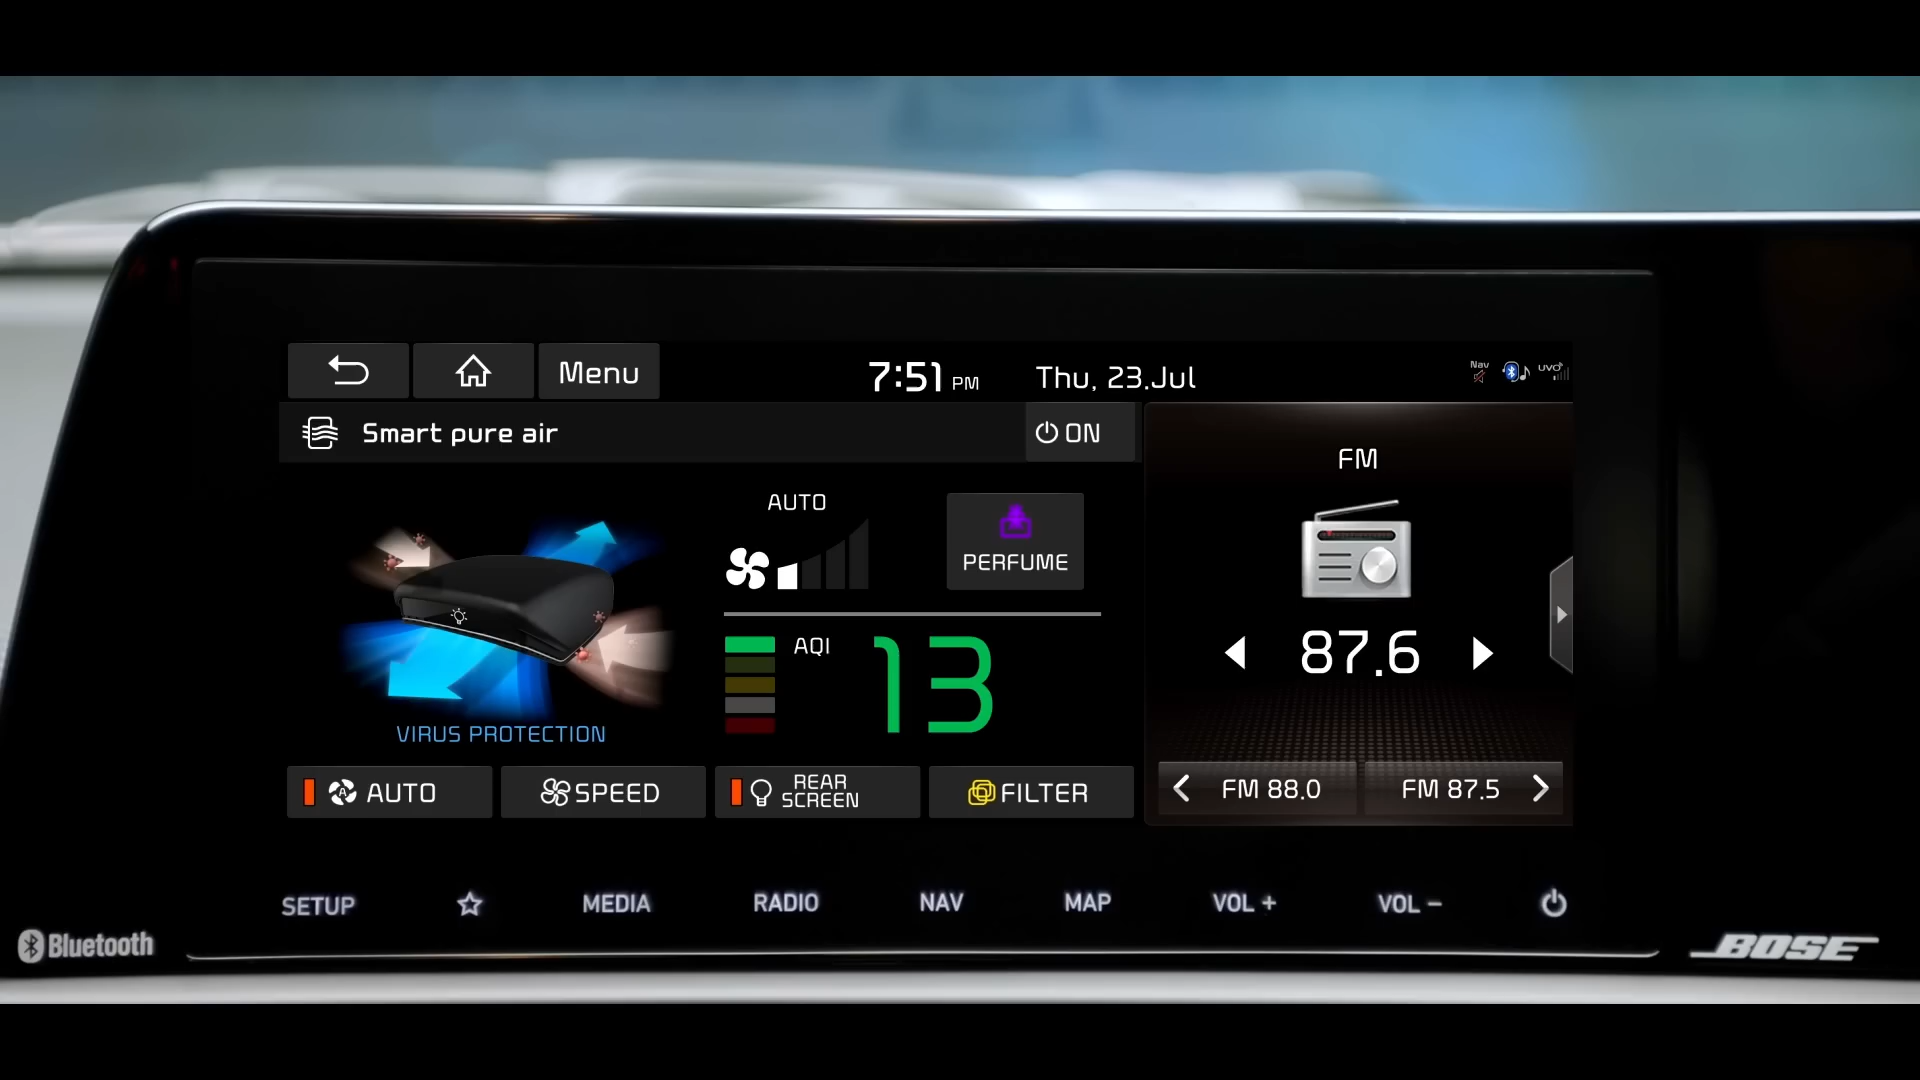 Menu
7:51 PM
Thu, 23.Jul
Nav
UVO
Smart pure air
ON
FM
AUTO
PERFUME
AQI
13
87.6
VIRUS PROTECTION
AUTO
SPEED
REAR
SCREEN
FILTER
FM 88.0
FM 87.5
SETUP
MEDIA
RADIO
NAV
MAP
VOL +
VOL −
Bluetooth
BOSE